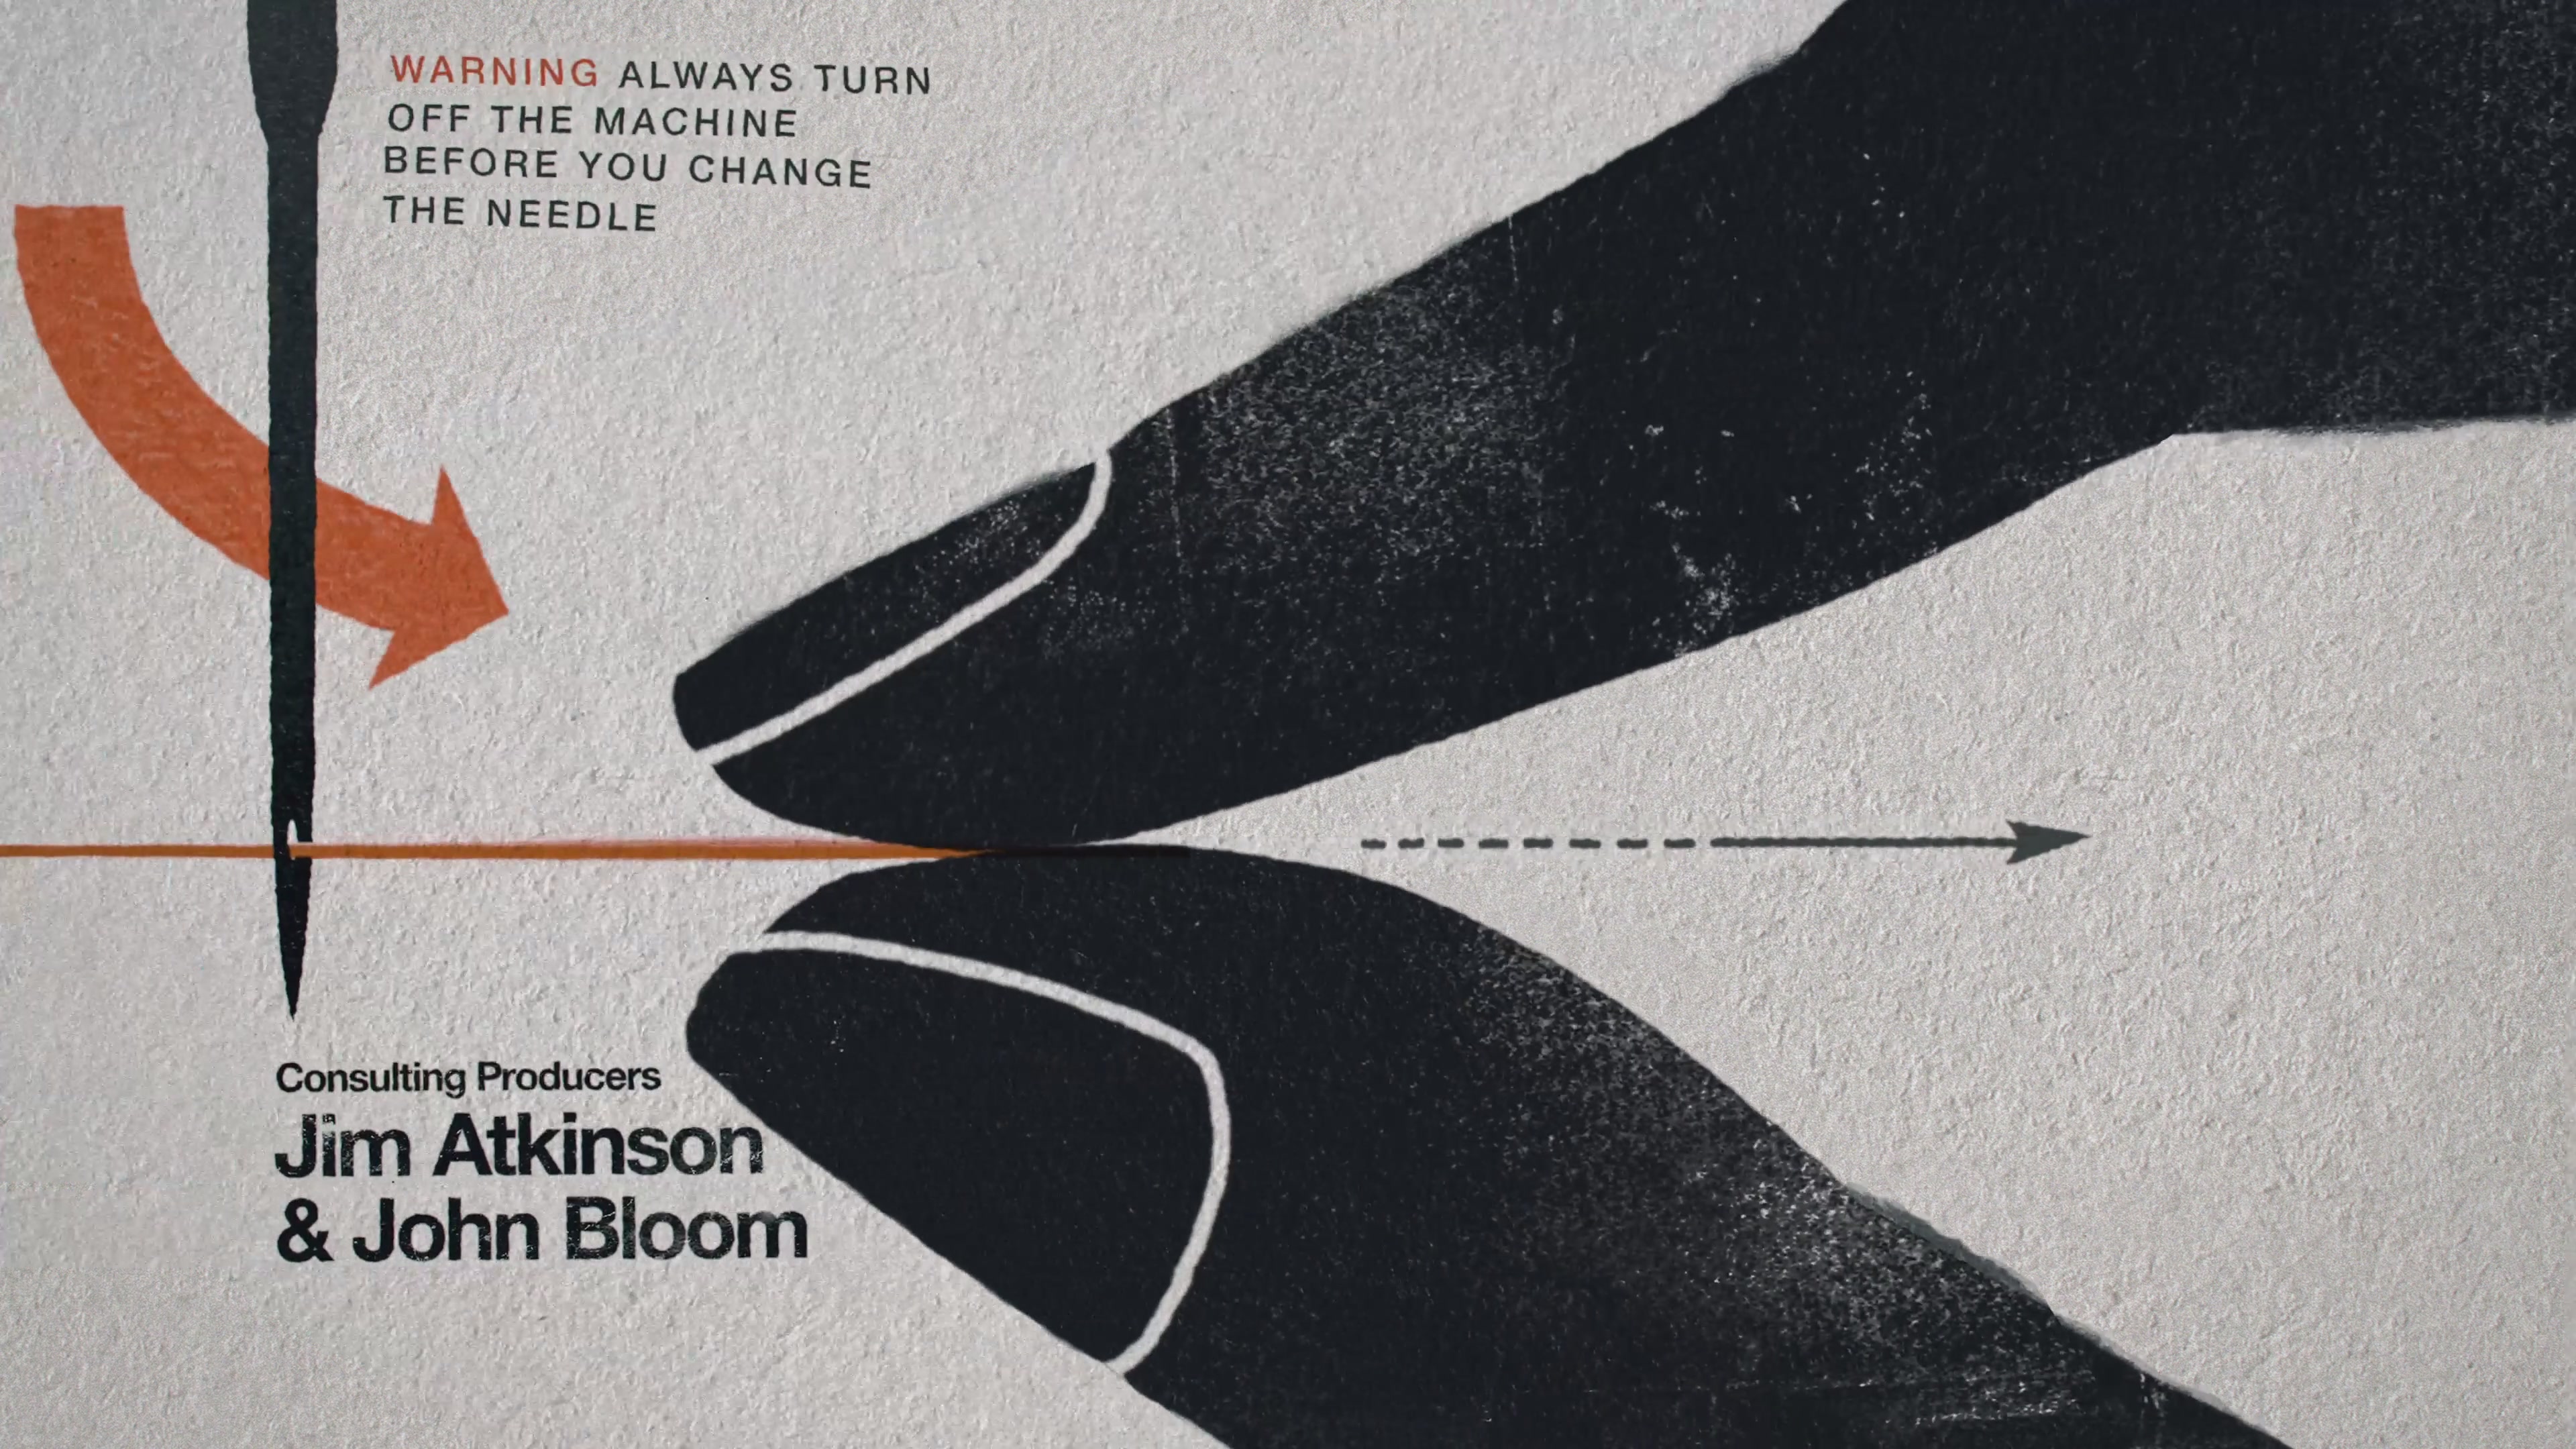 WARNING ALWAYS TURN
OFF THE MACHINE
BEFORE YOU CHANGE
THE NEEDLE
Consulting Producers
Jim Atkinson
& John Bloom